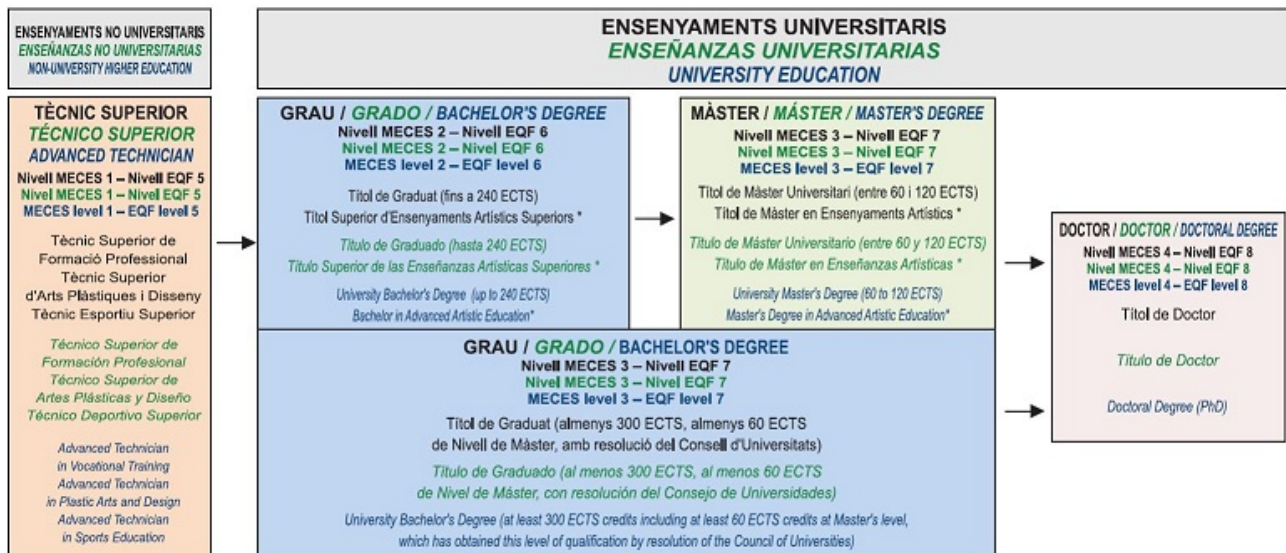 ENSENYAMENTS NO UNIVERSITARIS
ENSEÑANZAS NO UNIVERSITARIAS
NON-UNIVERSITY HIGHER EDUCATION
ENSENYAMENTS UNIVERSITARIS
ENSEÑANZAS UNIVERSITARIAS
UNIVERSITY EDUCATION
TÈCNIC SUPERIOR
TÉCNICO SUPERIOR
ADVANCED TECHNICIAN
Nivell MECES 1 – Nivell EQF 5
Nivel MECES 1 – Nivel EQF 5
MECES level 1 – EQF level 5
Tècnic Superior de
Formació Professional
Tècnic Superior
d'Arts Plàstiques i Disseny
Tècnic Esportiu Superior
Técnico Superior de
Formación Profesional
Técnico Superior de
Artes Plásticas y Diseño
Técnico Deportivo Superior
Advanced Technician
in Vocational Training
Advanced Technician
in Plastic Arts and Design
Advanced Technician
in Sports Education
GRAU / GRADO / BACHELOR'S DEGREE
Nivell MECES 2 – Nivell EQF 6
Nivel MECES 2 – Nivel EQF 6
MECES level 2 – EQF level 6
Títol de Graduat (fins a 240 ECTS)
Títol Superior d'Ensenyaments Artístics Superiors *
Título de Graduado (hasta 240 ECTS)
Título Superior de las Enseñanzas Artísticas Superiores *
University Bachelor's Degree (up to 240 ECTS)
Bachelor in Advanced Artistic Education*
MÀSTER / MÁSTER / MASTER'S DEGREE
Nivell MECES 3 – Nivell EQF 7
Nivel MECES 3 – Nivel EQF 7
MECES level 3 – EQF level 7
Títol de Màster Universitari (entre 60 i 120 ECTS)
Títol de Màster en Ensenyaments Artístics *
Título de Máster Universitario (entre 60 y 120 ECTS)
Título de Máster en Enseñanzas Artísticas *
University Master's Degree (60 to 120 ECTS)
Master's Degree in Advanced Artistic Education*
GRAU / GRADO / BACHELOR'S DEGREE
Nivell MECES 3 – Nivell EQF 7
Nivel MECES 3 – Nivel EQF 7
MECES level 3 – EQF level 7
Títol de Graduat (almenys 300 ECTS, almenys 60 ECTS
de Nivell de Màster, amb resolució del Consell d'Universitats)
Título de Graduado (al menos 300 ECTS, al menos 60 ECTS
de Nivel de Máster, con resolución del Consejo de Universidades)
University Bachelor's Degree (at least 300 ECTS credits including at least 60 ECTS credits at Master's level,
which has obtained this level of qualification by resolution of the Council of Universities)
DOCTOR / DOCTOR / DOCTORAL DEGREE
Nivell MECES 4 – Nivell EQF 8
Nivel MECES 4 – Nivel EQF 8
MECES level 4 – EQF level 8
Títol de Doctor
Título de Doctor
Doctoral Degree (PhD)